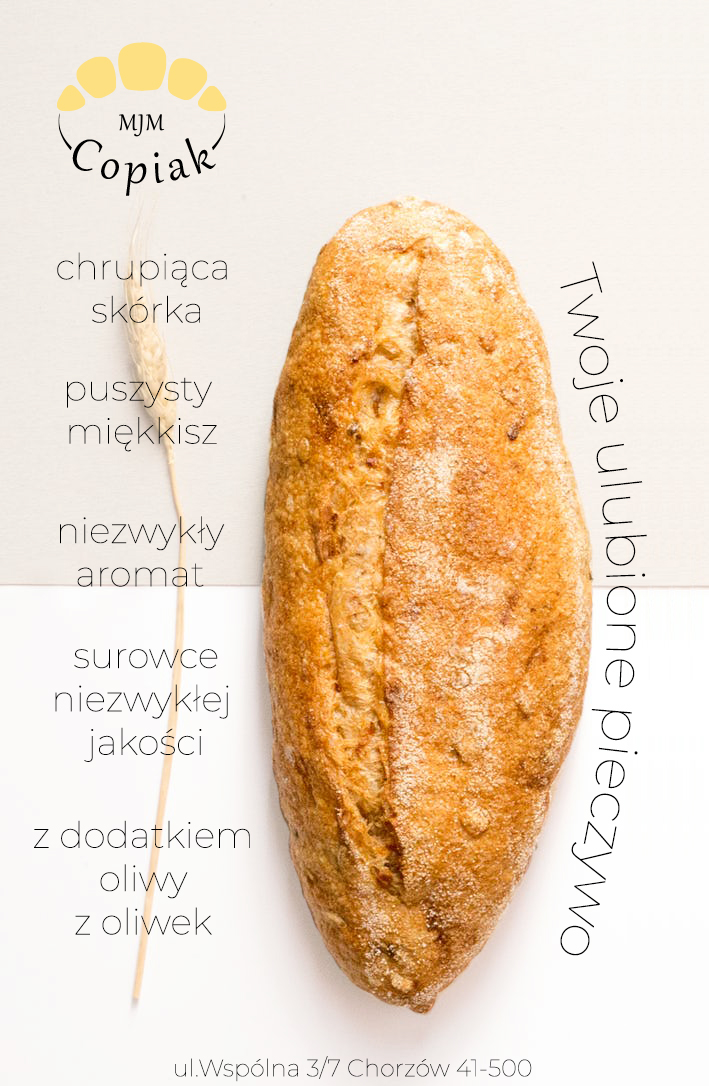 MJM
Copiak
chrupiąca
skórka
puszysty
miękkisz
niezwykły
aromat
surowce
niezwykłej
jakości
z dodatkiem
oliwy
z oliwek
Twoje ulubione pieczywo
ul.Wspólna 3/7 Chorzów 41-500